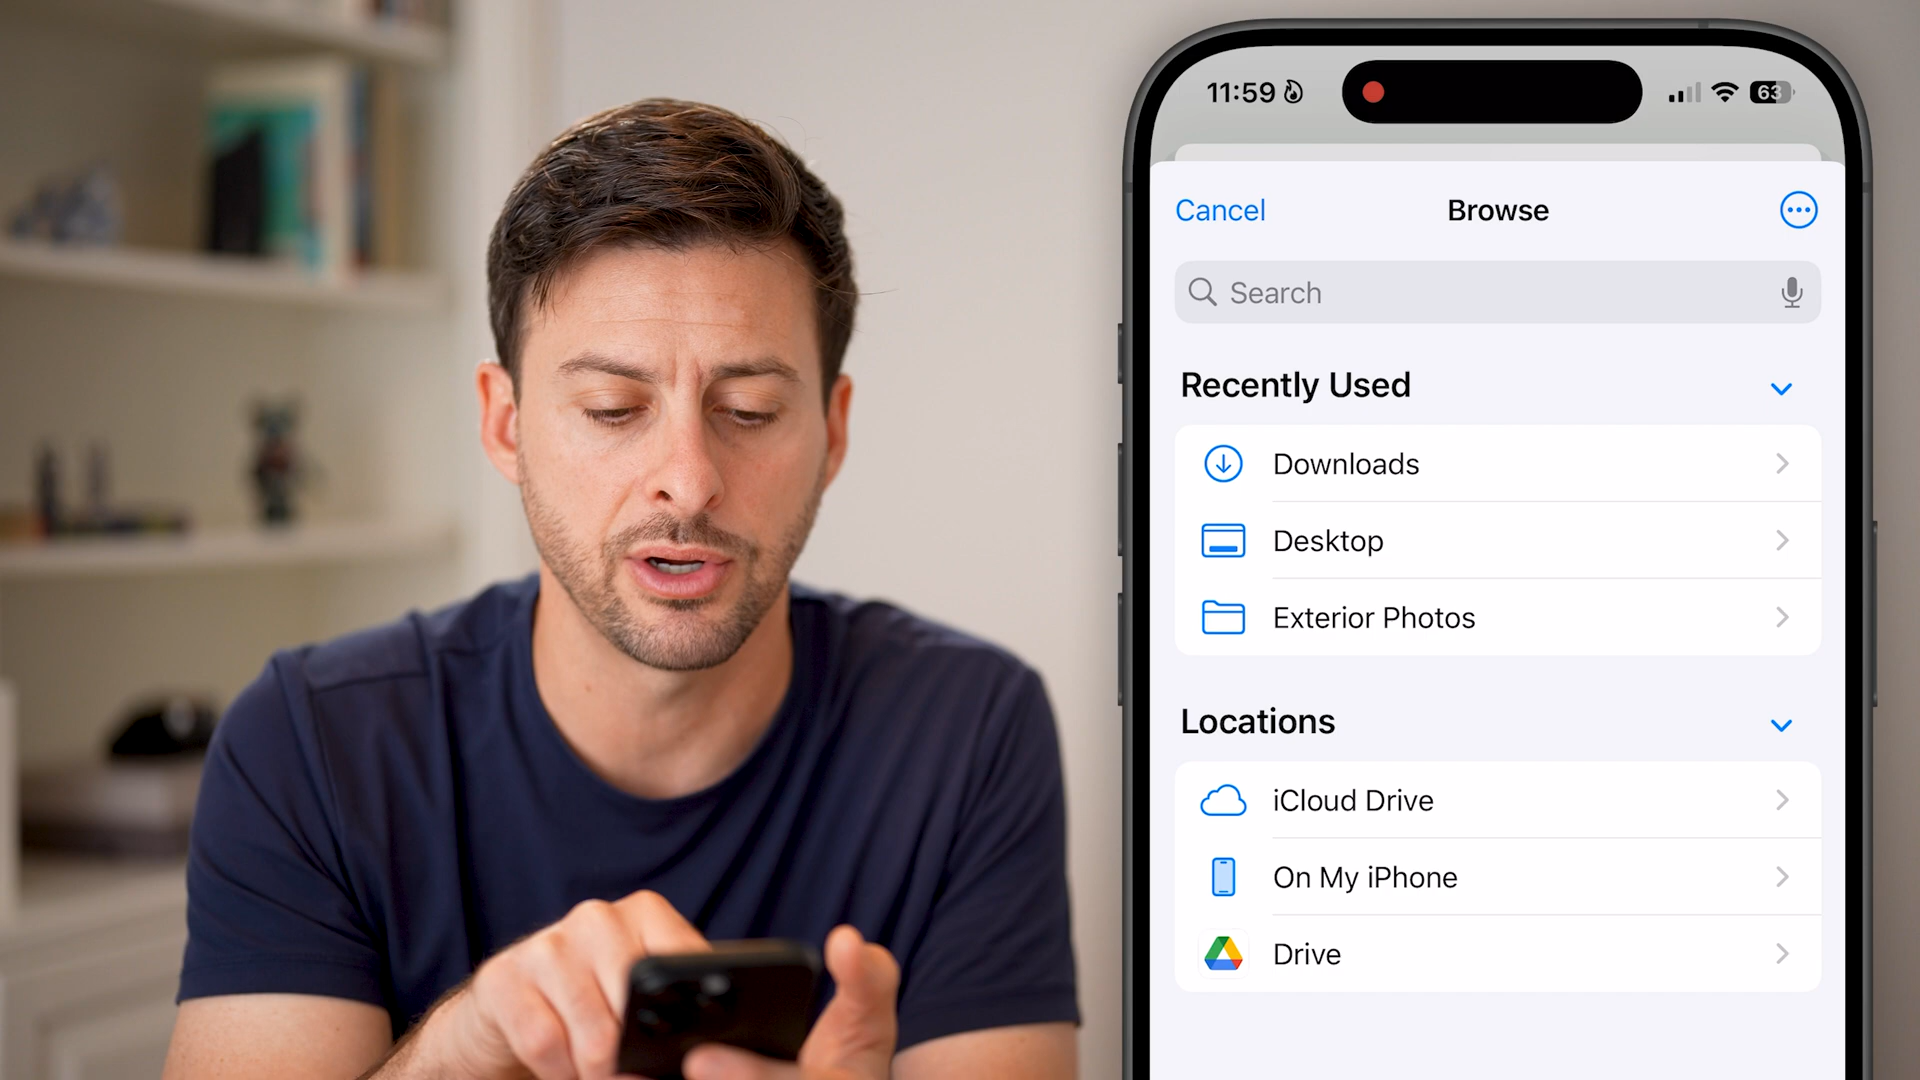 11:59
63
Cancel
Browse
Search
Recently Used
Downloads
Desktop
Exterior Photos
Locations
iCloud Drive
On My iPhone
Drive